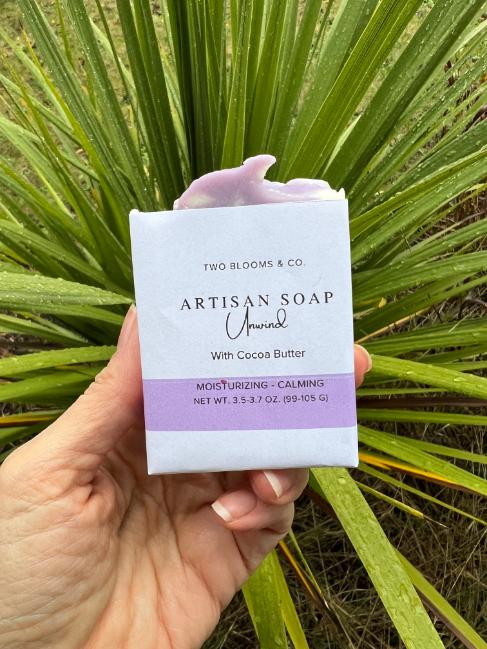 TWO BLOOMS & CO.
ARTISAN SOAP
Unwind
With Cocoa Butter
MOISTURIZING - CALMING
NET WT. 3.5-3.7 OZ. (99-105 G)